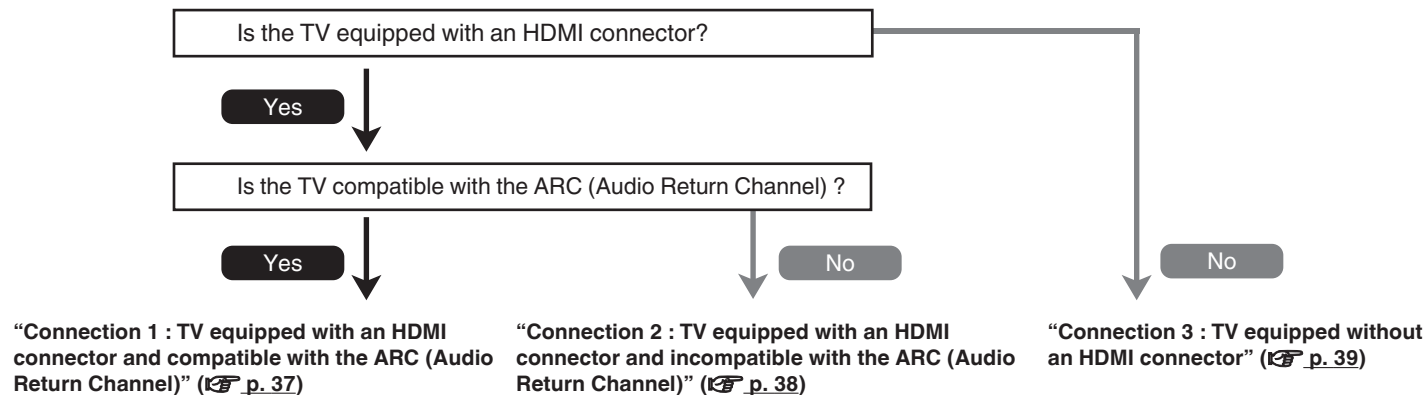 Is the TV equipped with an HDMI connector?
Yes
Is the TV compatible with the ARC (Audio Return Channel) ?
Yes
No
No
“Connection 1 : TV equipped with an HDMI
connector and compatible with the ARC (Audio
Return Channel)” (☞ p. 37)
“Connection 2 : TV equipped with an HDMI
connector and incompatible with the ARC (Audio
Return Channel)” (☞ p. 38)
“Connection 3 : TV equipped without
an HDMI connector” (☞ p. 39)